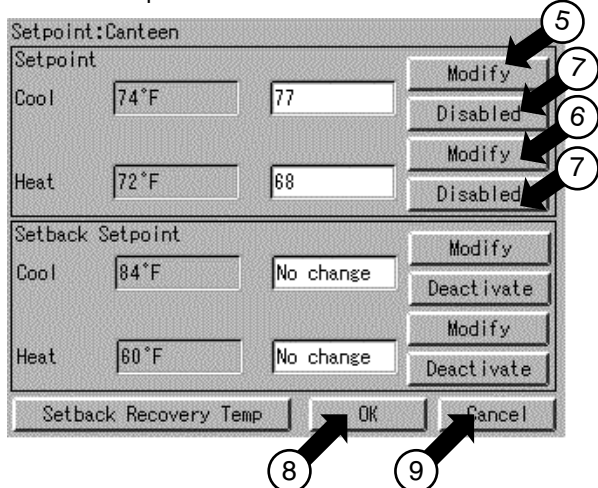 Setpoint:Canteen
5
Setpoint
Modify
7
Cool 74°F 77
Disabled
6
Modify
7
Heat 72°F 68
Disabled
Setback Setpoint
Modify
Cool 84°F No change
Deactivate
Modify
Heat 60°F No change
Deactivate
Setback Recovery Temp OK Cancel
8 9